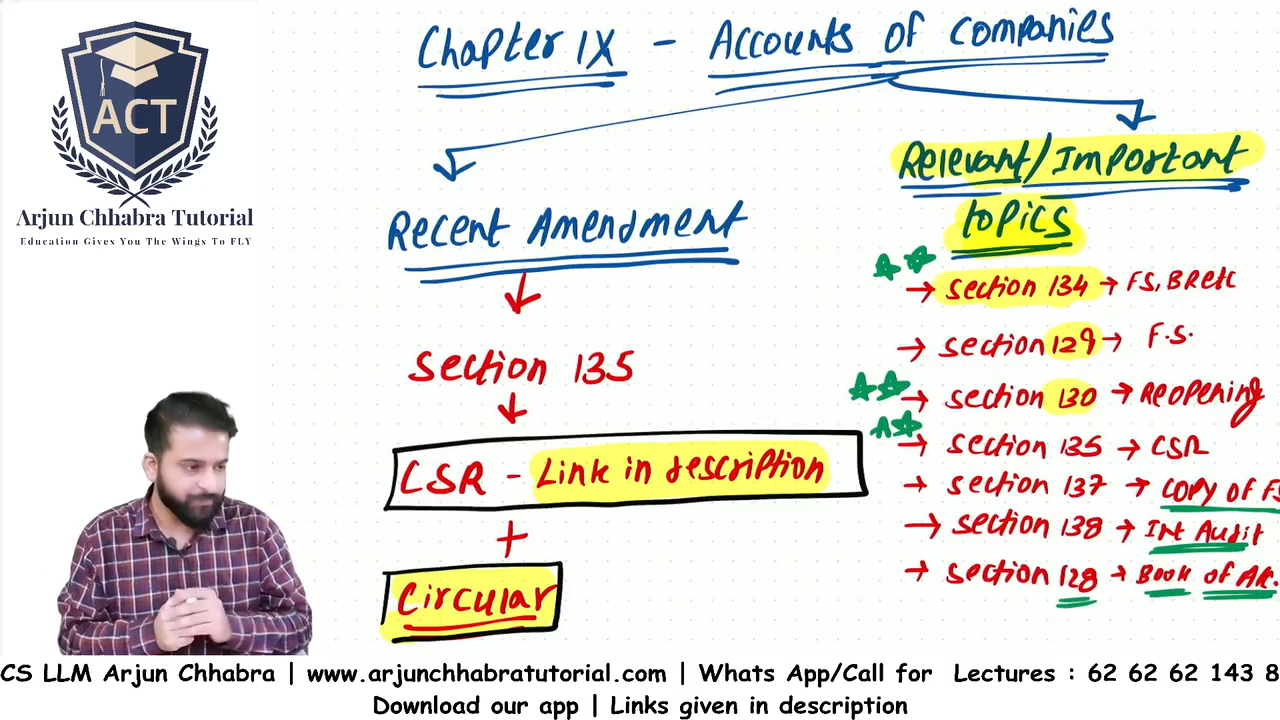 ACT
Arjun Chhabra Tutorial
Education Gives You The Wings To FLY
Chapter IX - Accounts of companies
Recent Amendment
Section 135
CSR - Link in description
+
Circular
Relevant/Important
topics
→ section 134 → FS, BR etc
→ section 129 → F.S.
→ section 130 → Reopening
→ section 135 → CSR
→ section 137 → COPY OF FS
→ section 138 → Int Audit
→ section 128 → Book of A/c.
CS LLM Arjun Chhabra | www.arjunchhabratutorial.com | Whats App/Call for Lectures : 62 62 62 143 8
Download our app | Links given in description